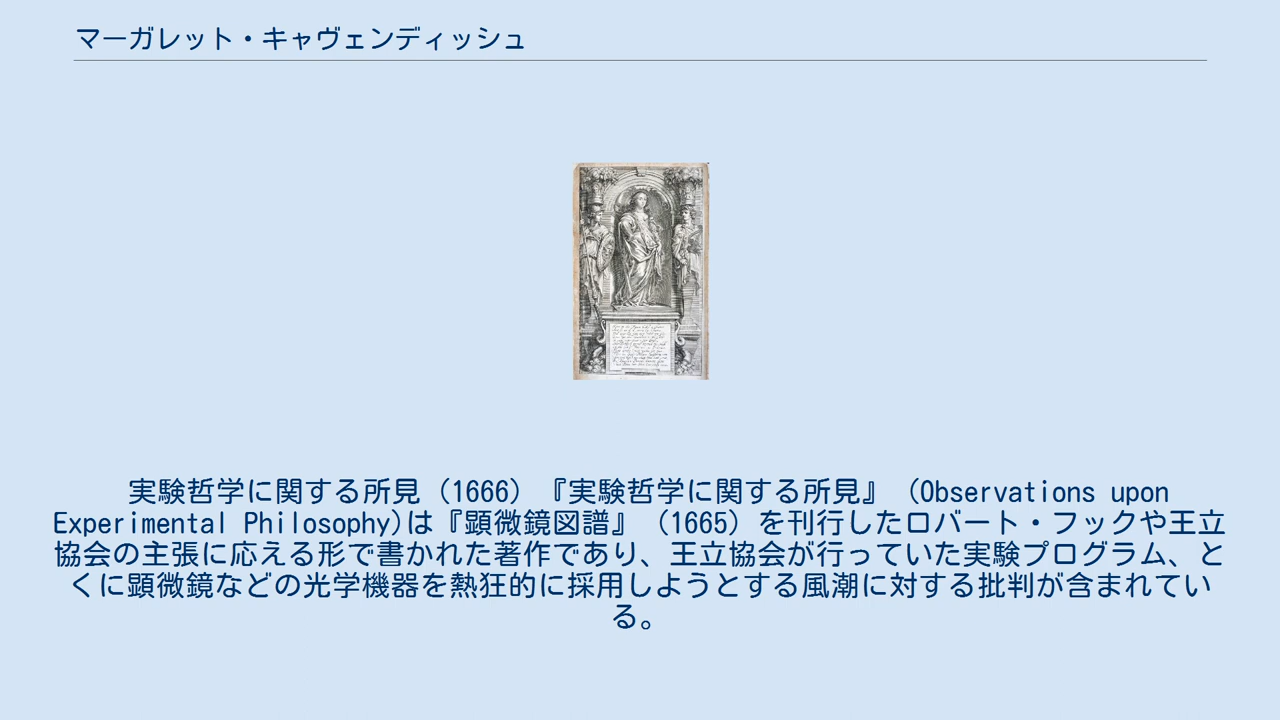 マーガレット・キャヴェンディッシュ
実験哲学に関する所見（1666）『実験哲学に関する所見』（Observations upon
Experimental Philosophy)は『顕微鏡図譜』（1665）を刊行したロバート・フックや王立
協会の主張に応える形で書かれた著作であり、王立協会が行っていた実験プログラム、と
くに顕微鏡などの光学機器を熱狂的に採用しようとする風潮に対する批判が含まれてい
る。